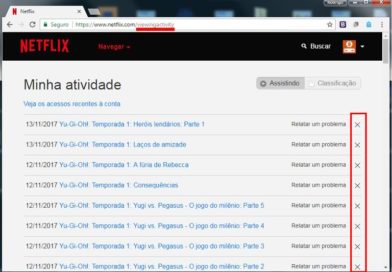 Netflix
Seguro
https://www.netflix.com/viewingactivity
NETFLIX
Navegar
Buscar
Minha atividade
Assistindo
Classificação
Veja os acessos recentes à conta
13/11/2017 Yu-Gi-Oh!: Temporada 1: Heróis lendários: Parte 1 Relatar um problema
13/11/2017 Yu-Gi-Oh!: Temporada 1: Laços de amizade Relatar um problema
12/11/2017 Yu-Gi-Oh!: Temporada 1: A fúria de Rebecca Relatar um problema
12/11/2017 Yu-Gi-Oh!: Temporada 1: Consequências Relatar um problema
12/11/2017 Yu-Gi-Oh!: Temporada 1: Yugi vs. Pegasus - O jogo do milênio: Parte 5 Relatar um problema
12/11/2017 Yu-Gi-Oh!: Temporada 1: Yugi vs. Pegasus - O jogo do milênio: Parte 4 Relatar um problema
12/11/2017 Yu-Gi-Oh!: Temporada 1: Yugi vs. Pegasus - O jogo do milênio: Parte 3 Relatar um problema
12/11/2017 Yu-Gi-Oh!: Temporada 1: Yugi vs. Pegasus - O jogo do milênio: Parte 2 Relatar um problema